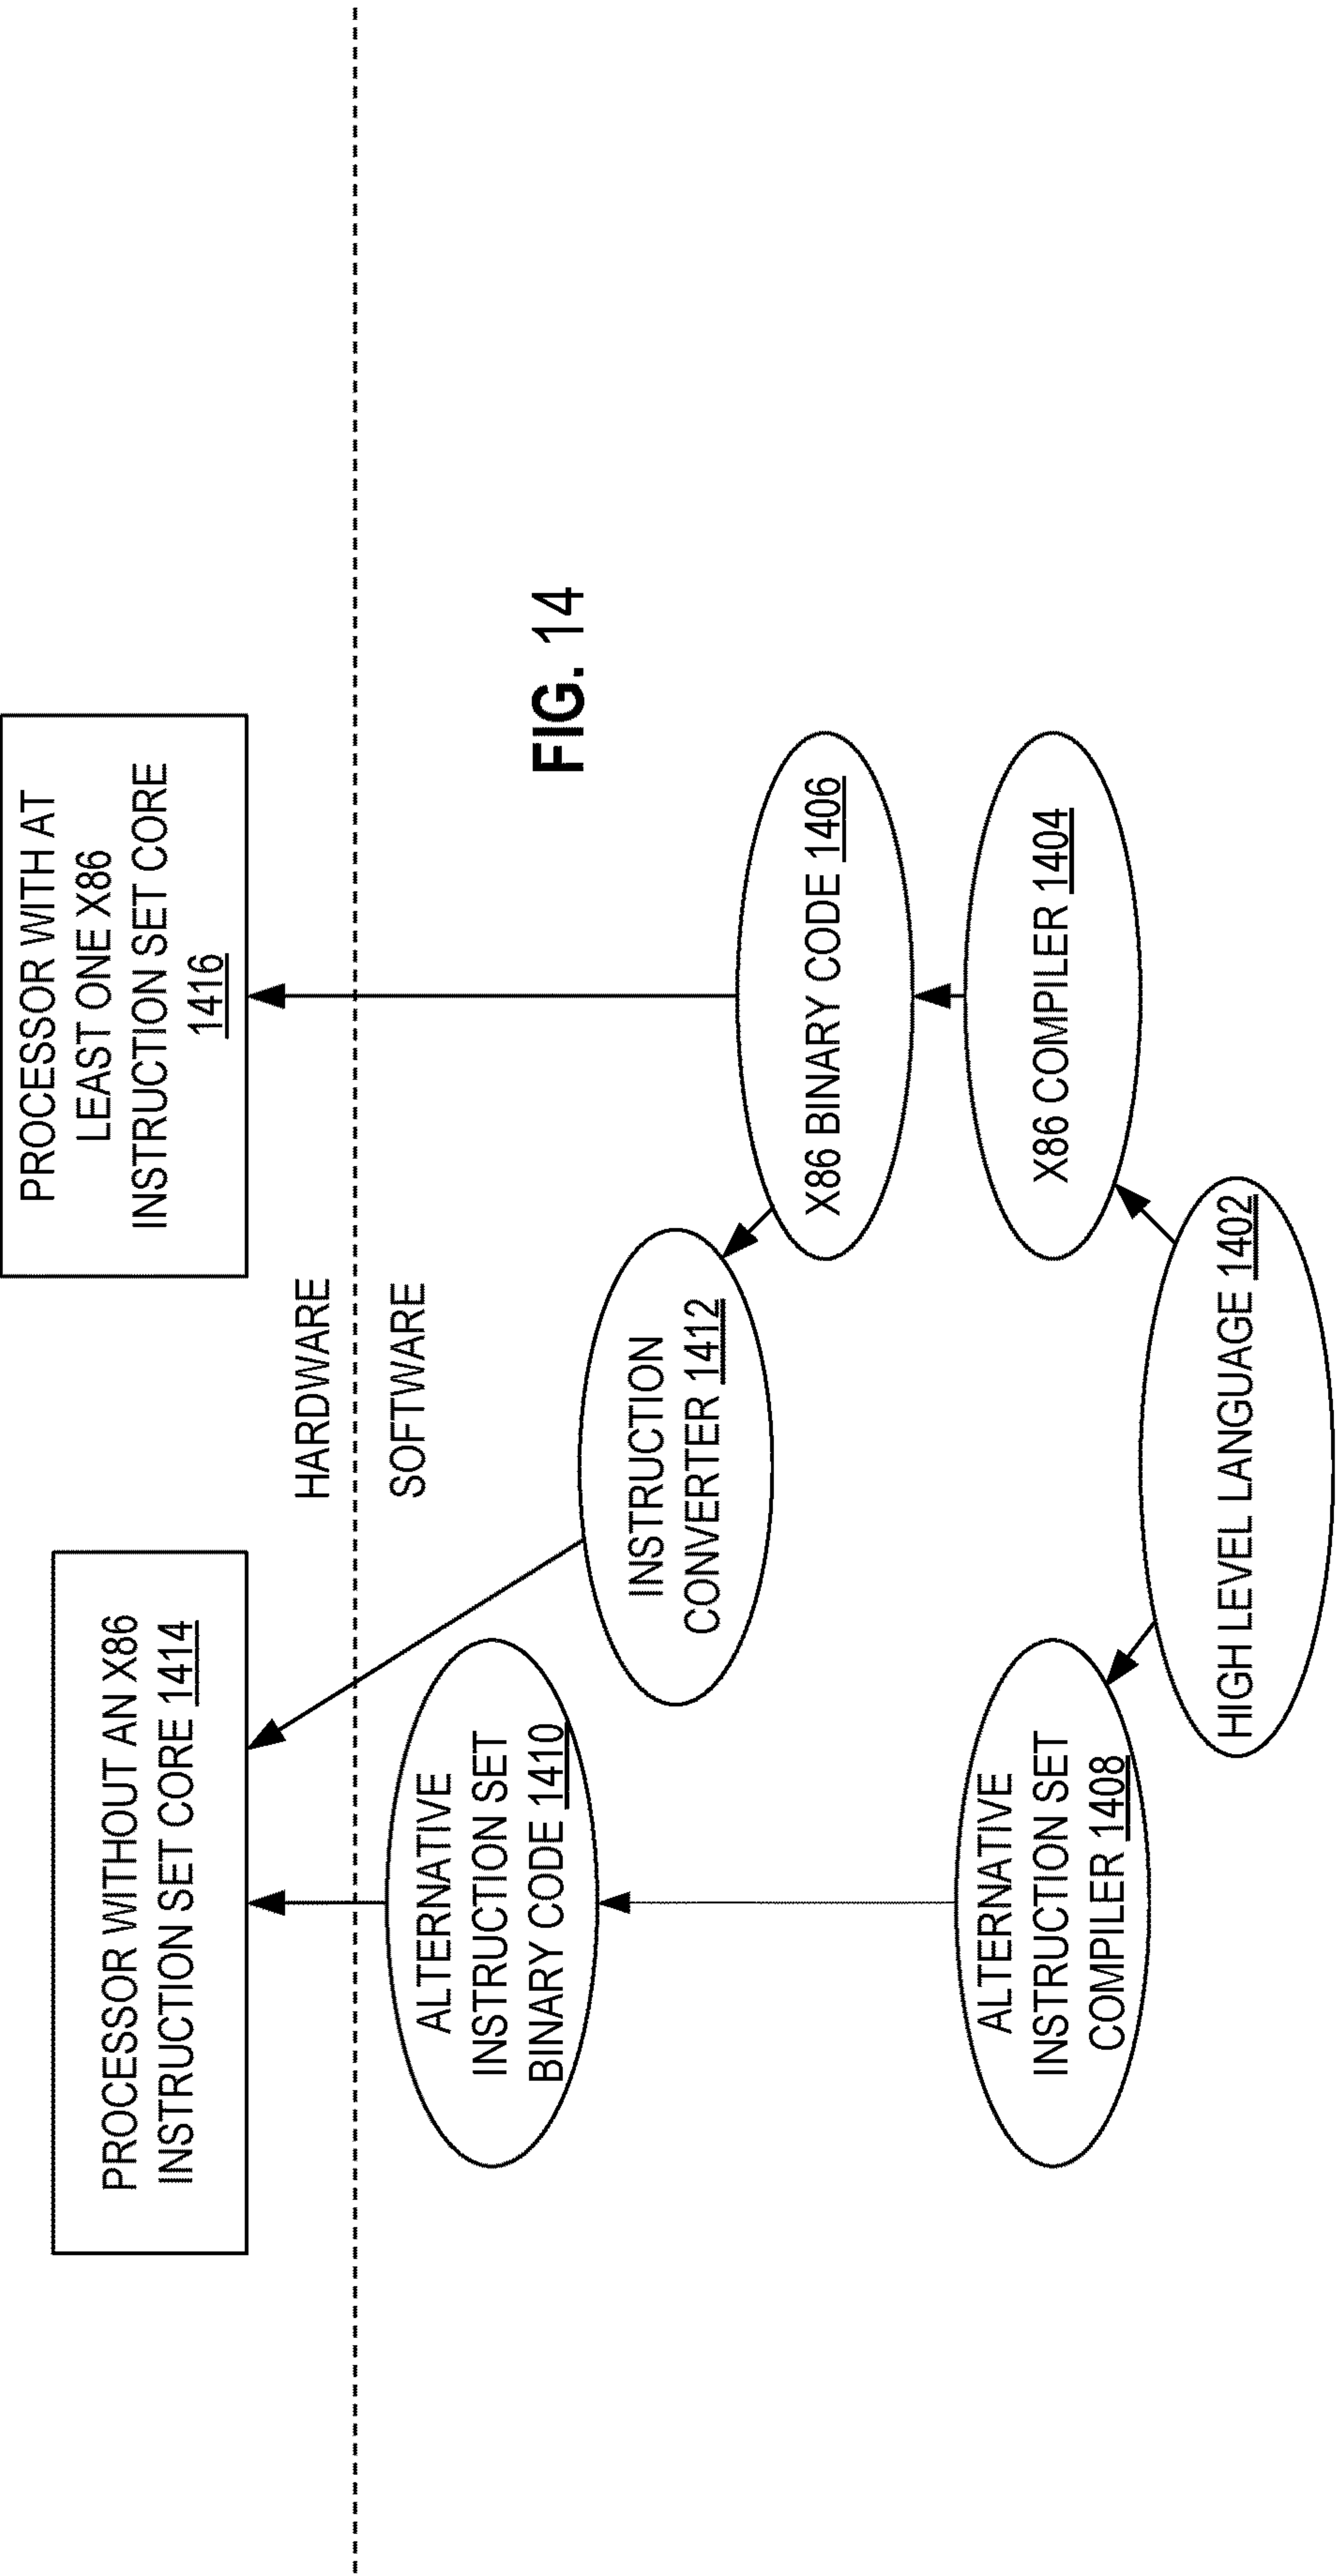 PROCESSOR WITHOUT AN X86
INSTRUCTION SET CORE 1414
PROCESSOR WITH AT
LEAST ONE X86
INSTRUCTION SET CORE
1416
HARDWARE
SOFTWARE
ALTERNATIVE
INSTRUCTION SET
BINARY CODE 1410
INSTRUCTION
CONVERTER 1412
FIG. 14
X86 BINARY CODE 1406
ALTERNATIVE
INSTRUCTION SET
COMPILER 1408
X86 COMPILER 1404
HIGH LEVEL LANGUAGE 1402